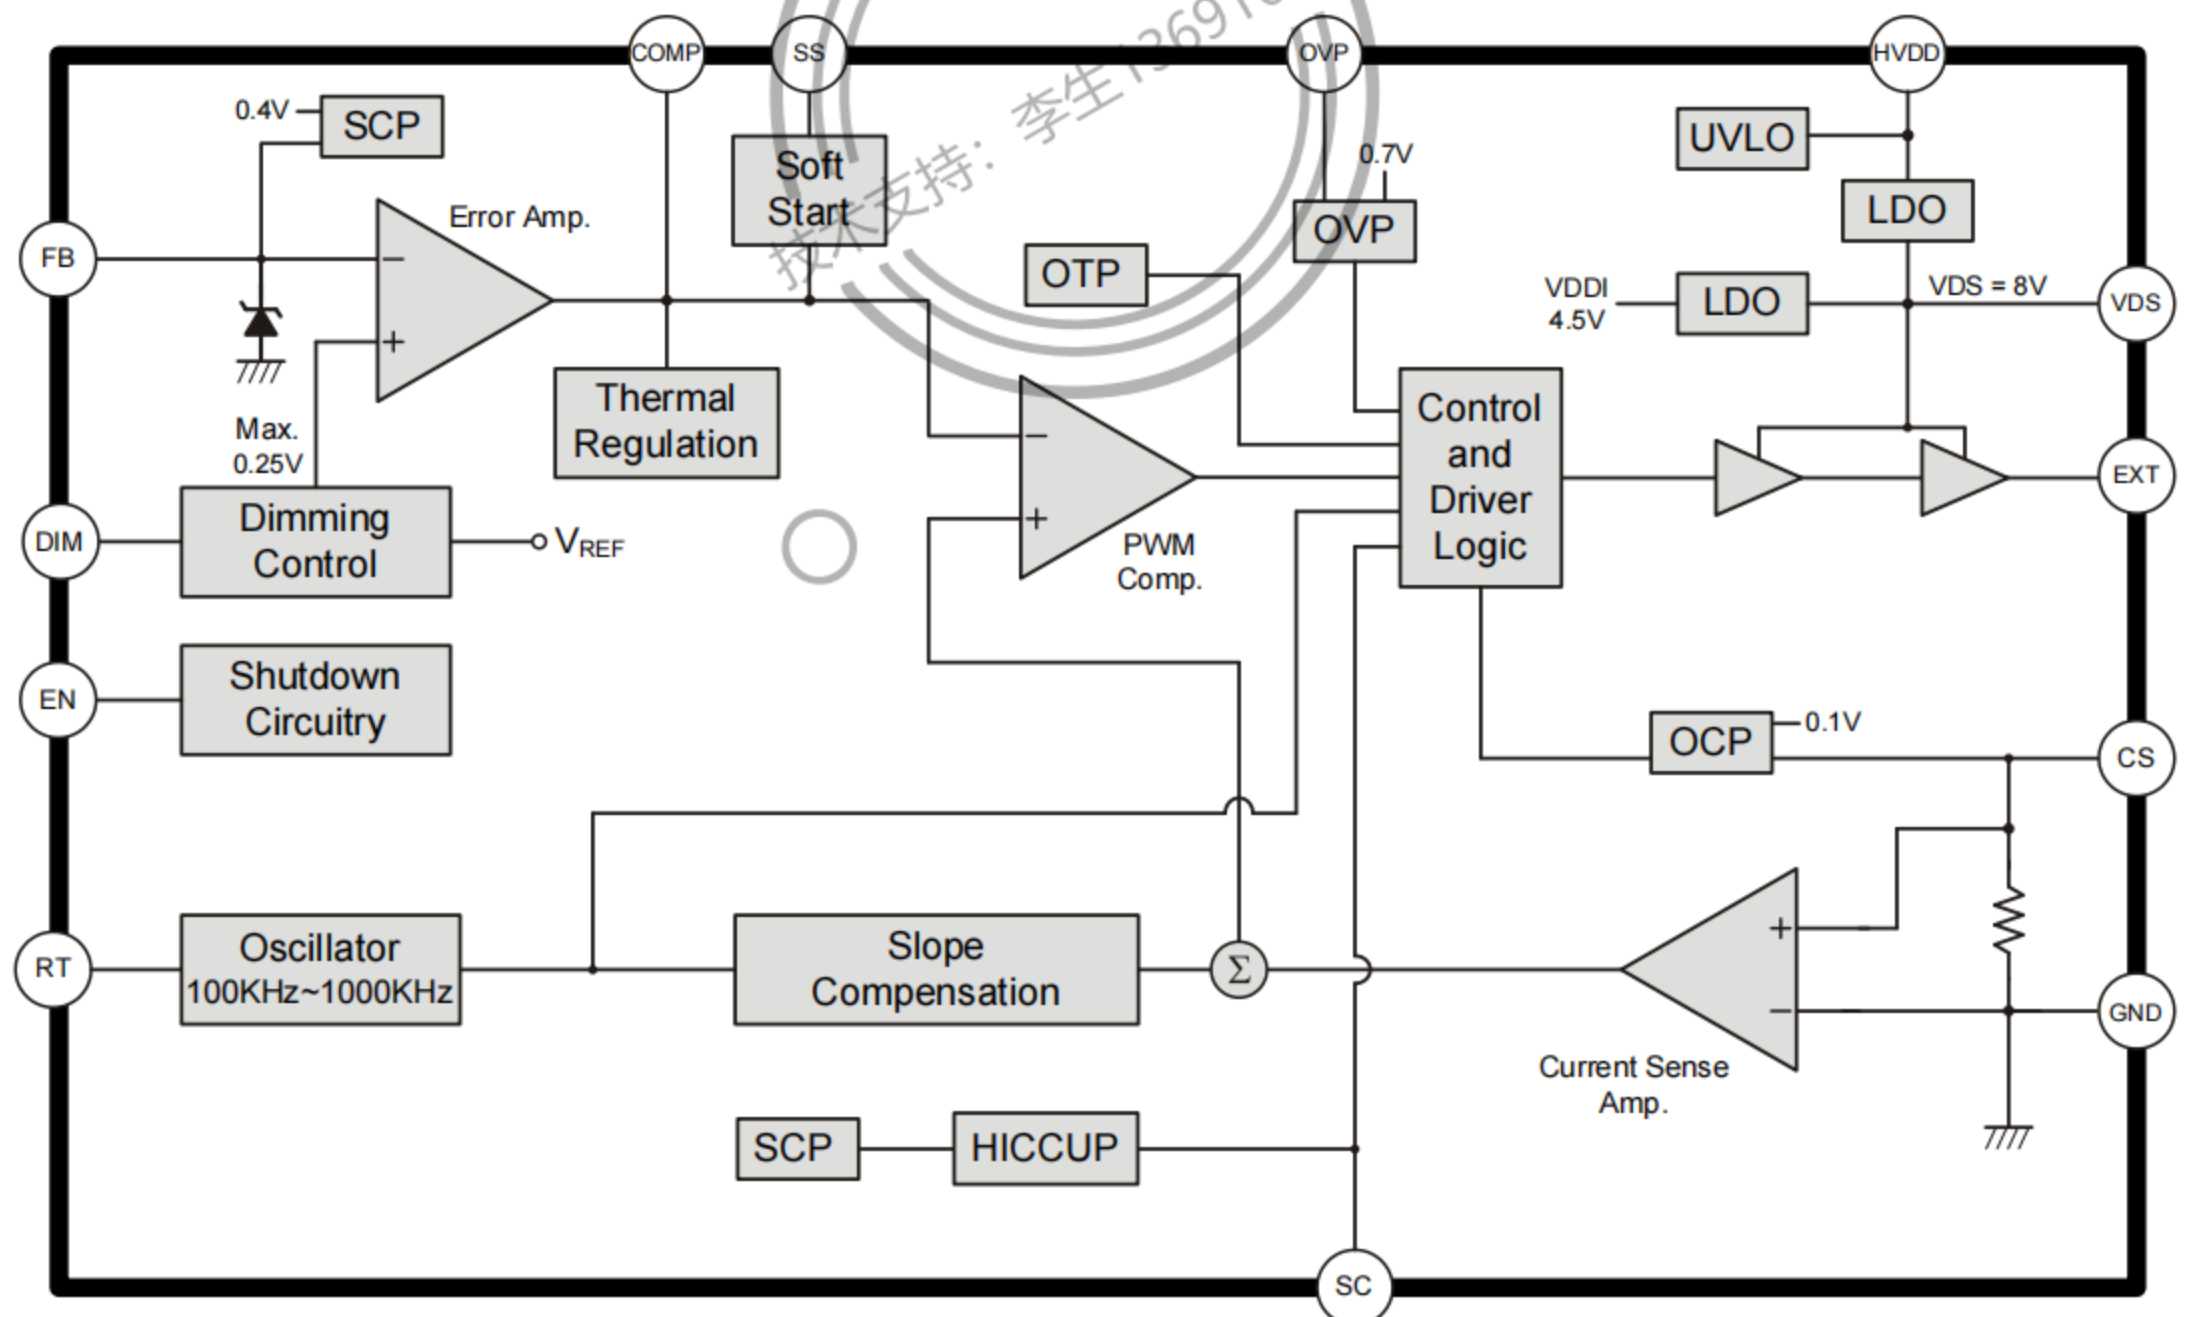 COMP
SS
OVP
HVDD
技术支持：李生
0.4V
SCP
UVLO
Soft
Start
0.7V
Error Amp.
LDO
OVP
FB
OTP
VDDI
4.5V
LDO
VDS = 8V
VDS
−
+
Thermal
Regulation
Control
and
Driver
Logic
Max.
0.25V
−
+
EXT
Dimming
Control
DIM
VREF
PWM
Comp.
EN
Shutdown
Circuitry
OCP
0.1V
CS
RT
Oscillator
100KHz~1000KHz
Slope
Compensation
Σ
+
−
GND
Current Sense
Amp.
SCP
HICCUP
SC